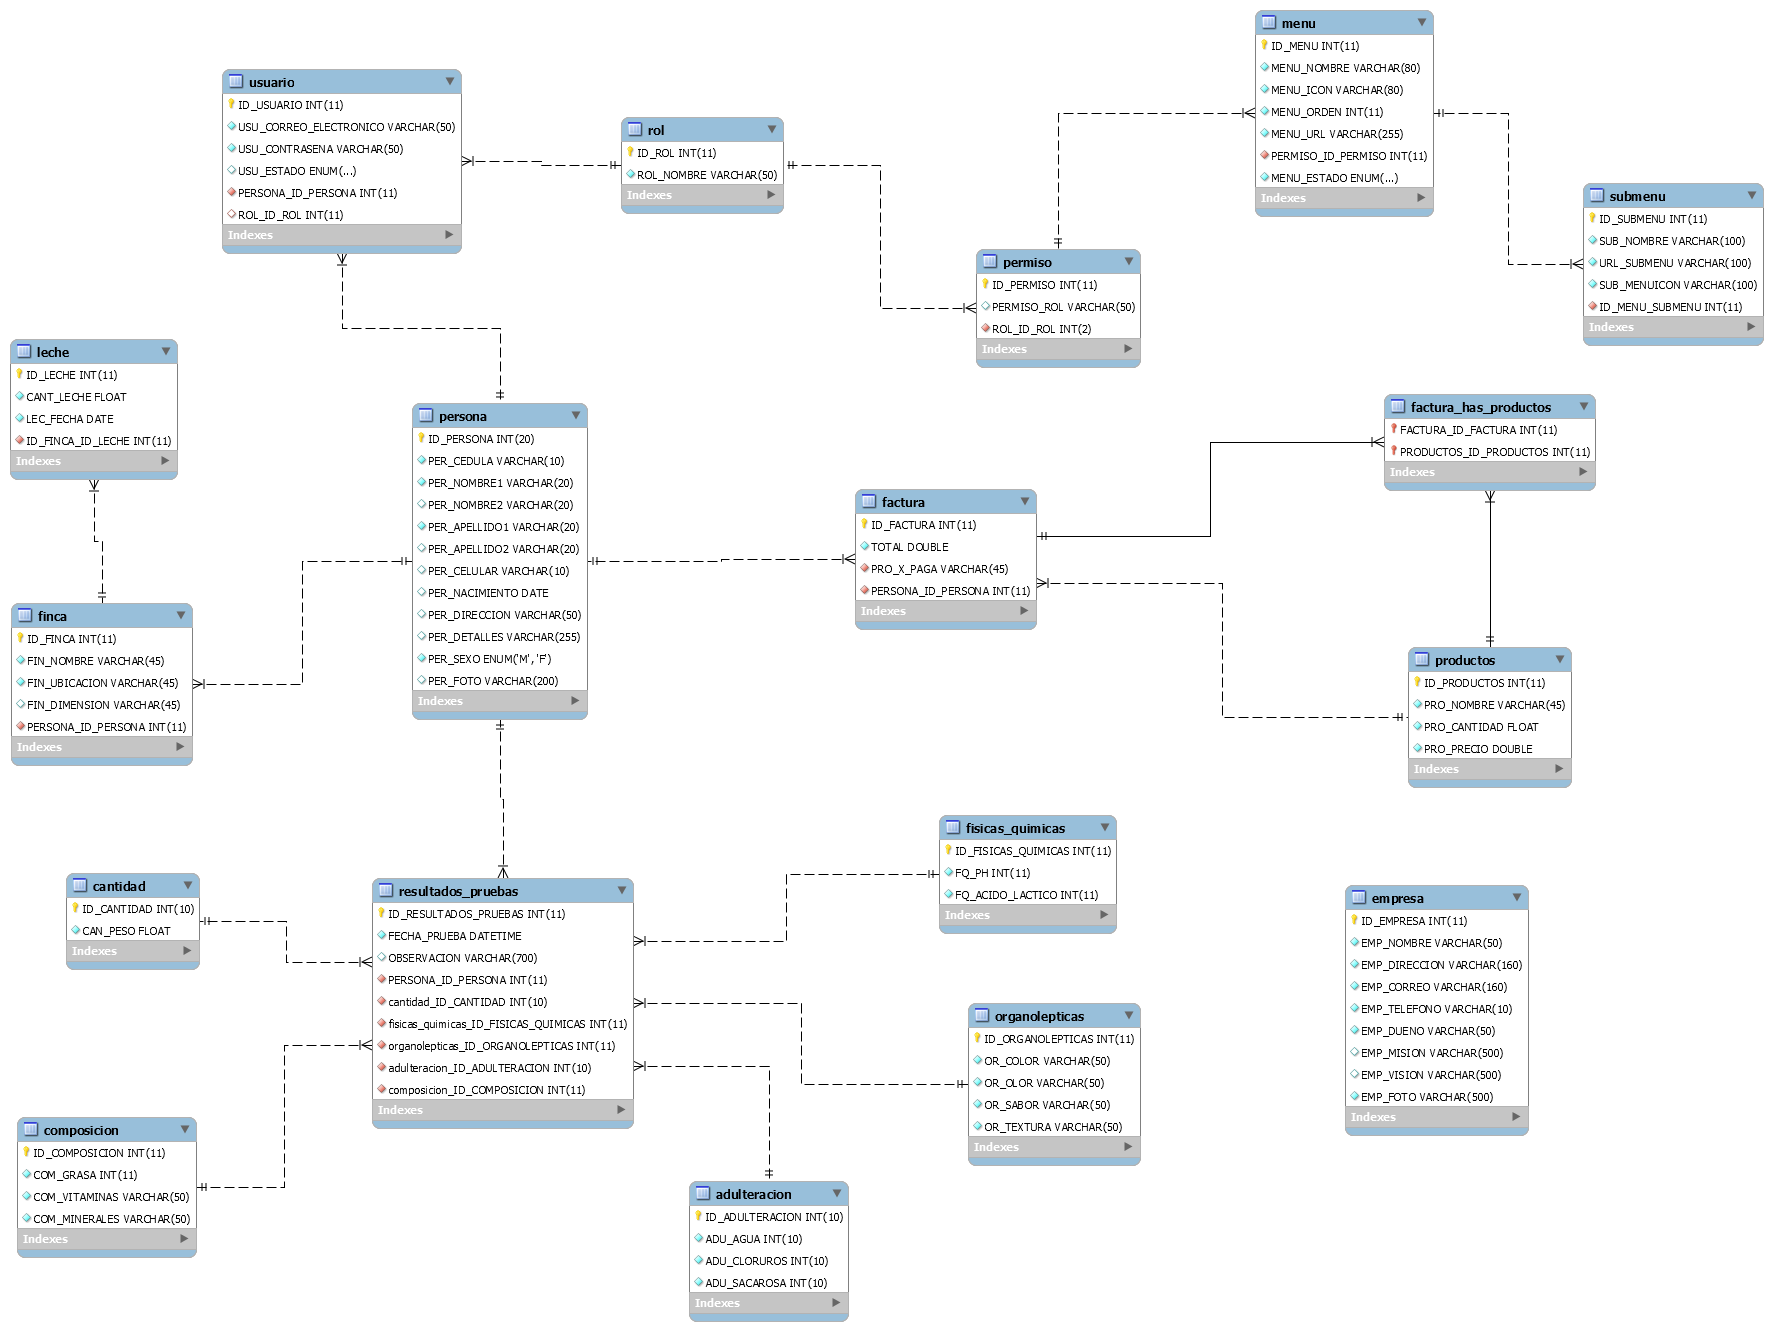 menu
ID_MENU INT(11)
MENU_NOMBRE VARCHAR(80)
MENU_ICON VARCHAR(80)
MENU_ORDEN INT(11)
MENU_URL VARCHAR(255)
PERMISO_ID_PERMISO INT(11)
MENU_ESTADO ENUM(...)
Indexes
usuario
ID_USUARIO INT(11)
USU_CORREO_ELECTRONICO VARCHAR(50)
USU_CONTRASENA VARCHAR(50)
USU_ESTADO ENUM(...)
PERSONA_ID_PERSONA INT(11)
ROL_ID_ROL INT(11)
Indexes
rol
ID_ROL INT(11)
ROL_NOMBRE VARCHAR(50)
Indexes
submenu
ID_SUBMENU INT(11)
SUB_NOMBRE VARCHAR(100)
URL_SUBMENU VARCHAR(100)
SUB_MENUICON VARCHAR(100)
ID_MENU_SUBMENU INT(11)
Indexes
permiso
ID_PERMISO INT(11)
PERMISO_ROL VARCHAR(50)
ROL_ID_ROL INT(2)
Indexes
leche
ID_LECHE INT(11)
CANT_LECHE FLOAT
LEC_FECHA DATE
ID_FINCA_ID_LECHE INT(11)
Indexes
persona
ID_PERSONA INT(20)
PER_CEDULA VARCHAR(10)
PER_NOMBRE1 VARCHAR(20)
PER_NOMBRE2 VARCHAR(20)
PER_APELLIDO1 VARCHAR(20)
PER_APELLIDO2 VARCHAR(20)
PER_CELULAR VARCHAR(10)
PER_NACIMIENTO DATE
PER_DIRECCION VARCHAR(50)
PER_DETALLES VARCHAR(255)
PER_SEXO ENUM('M', 'F')
PER_FOTO VARCHAR(200)
Indexes
factura_has_productos
FACTURA_ID_FACTURA INT(11)
PRODUCTOS_ID_PRODUCTOS INT(11)
Indexes
factura
ID_FACTURA INT(11)
TOTAL DOUBLE
PRO_X_PAGA VARCHAR(45)
PERSONA_ID_PERSONA INT(11)
Indexes
finca
ID_FINCA INT(11)
FIN_NOMBRE VARCHAR(45)
FIN_UBICACION VARCHAR(45)
FIN_DIMENSION VARCHAR(45)
PERSONA_ID_PERSONA INT(11)
Indexes
productos
ID_PRODUCTOS INT(11)
PRO_NOMBRE VARCHAR(45)
PRO_CANTIDAD FLOAT
PRO_PRECIO DOUBLE
Indexes
fisicas_quimicas
ID_FISICAS_QUIMICAS INT(11)
FQ_PH INT(11)
FQ_ACIDO_LACTICO INT(11)
Indexes
cantidad
ID_CANTIDAD INT(10)
CAN_PESO FLOAT
Indexes
resultados_pruebas
ID_RESULTADOS_PRUEBAS INT(11)
FECHA_PRUEBA DATETIME
OBSERVACION VARCHAR(700)
PERSONA_ID_PERSONA INT(11)
cantidad_ID_CANTIDAD INT(10)
fisicas_quimicas_ID_FISICAS_QUIMICAS INT(11)
organolepticas_ID_ORGANOLEPTICAS INT(11)
adulteracion_ID_ADULTERACION INT(10)
composicion_ID_COMPOSICION INT(11)
Indexes
empresa
ID_EMPRESA INT(11)
EMP_NOMBRE VARCHAR(50)
EMP_DIRECCION VARCHAR(160)
EMP_CORREO VARCHAR(160)
EMP_TELEFONO VARCHAR(10)
EMP_DUENO VARCHAR(50)
EMP_MISION VARCHAR(500)
EMP_VISION VARCHAR(500)
EMP_FOTO VARCHAR(500)
Indexes
organolepticas
ID_ORGANOLEPTICAS INT(11)
OR_COLOR VARCHAR(50)
OR_OLOR VARCHAR(50)
OR_SABOR VARCHAR(50)
OR_TEXTURA VARCHAR(50)
Indexes
composicion
ID_COMPOSICION INT(11)
COM_GRASA INT(11)
COM_VITAMINAS VARCHAR(50)
COM_MINERALES VARCHAR(50)
Indexes
adulteracion
ID_ADULTERACION INT(10)
ADU_AGUA INT(10)
ADU_CLORUROS INT(10)
ADU_SACAROSA INT(10)
Indexes